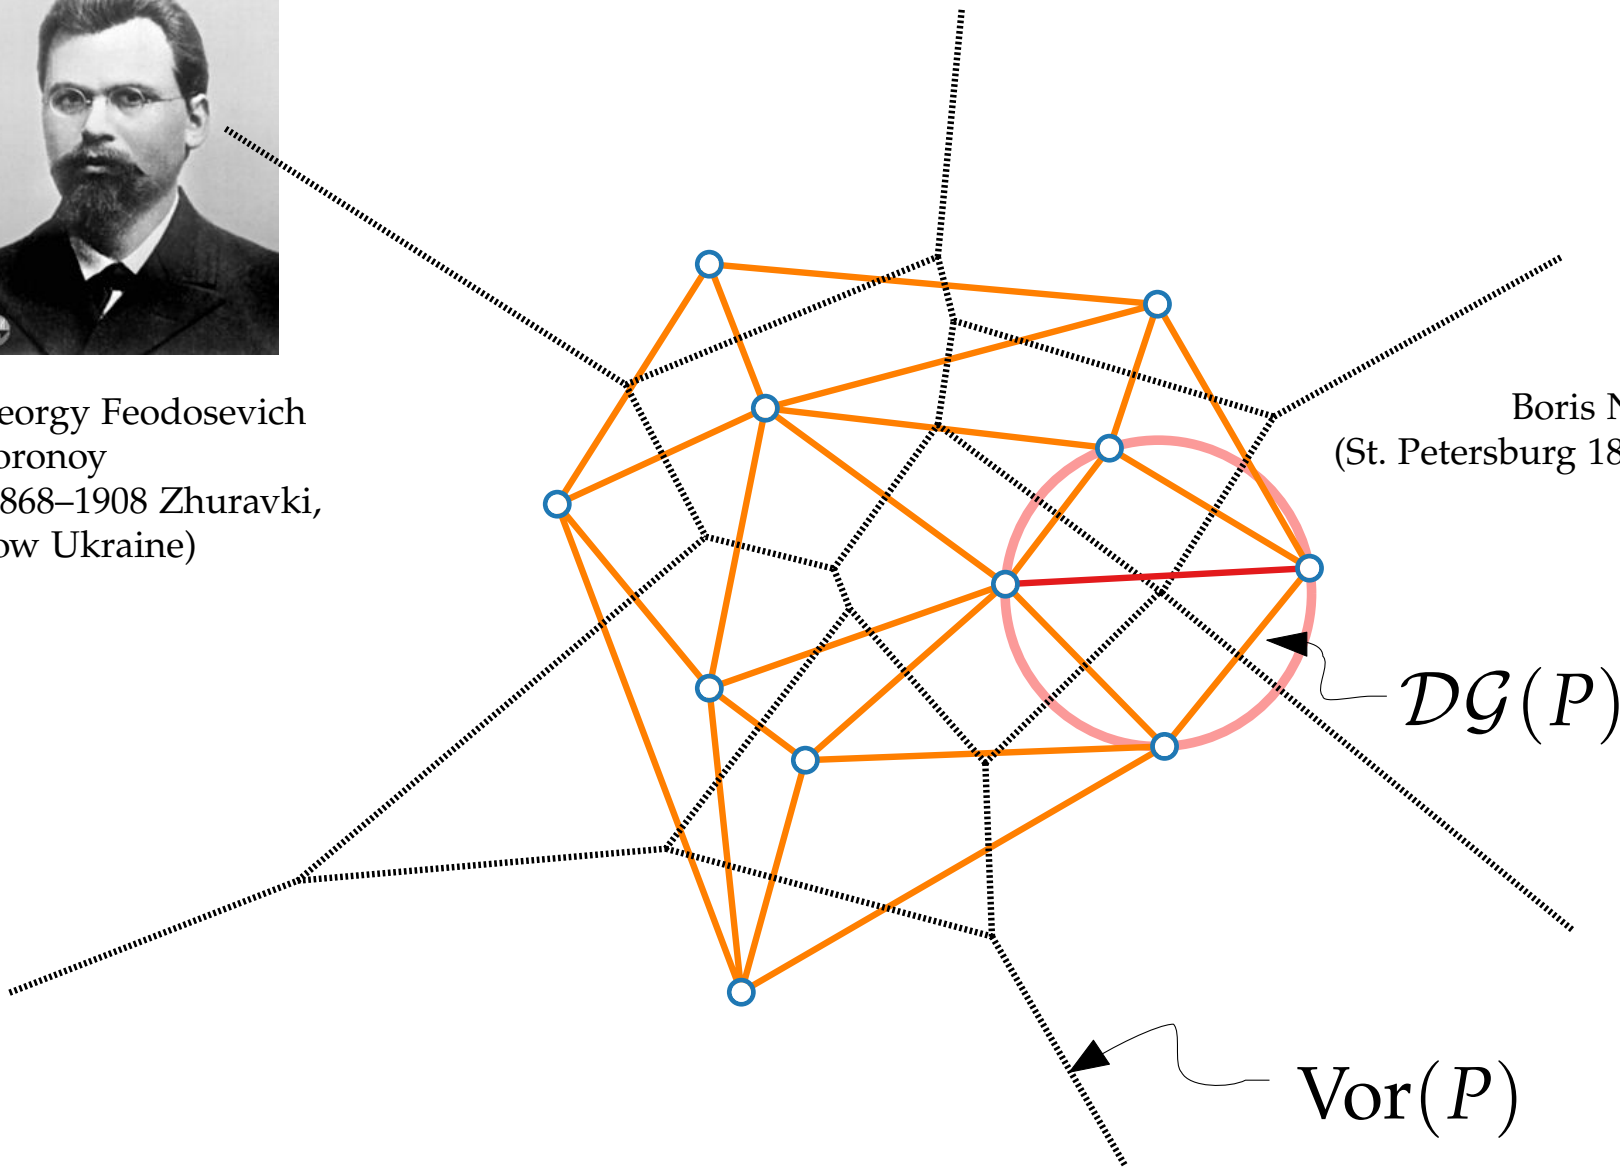 eorgy Feodosevich
oronoy
868–1908 Zhuravki,
ow Ukraine)
Boris N
(St. Petersburg 18
𝒟𝒢(P)
Vor(P)